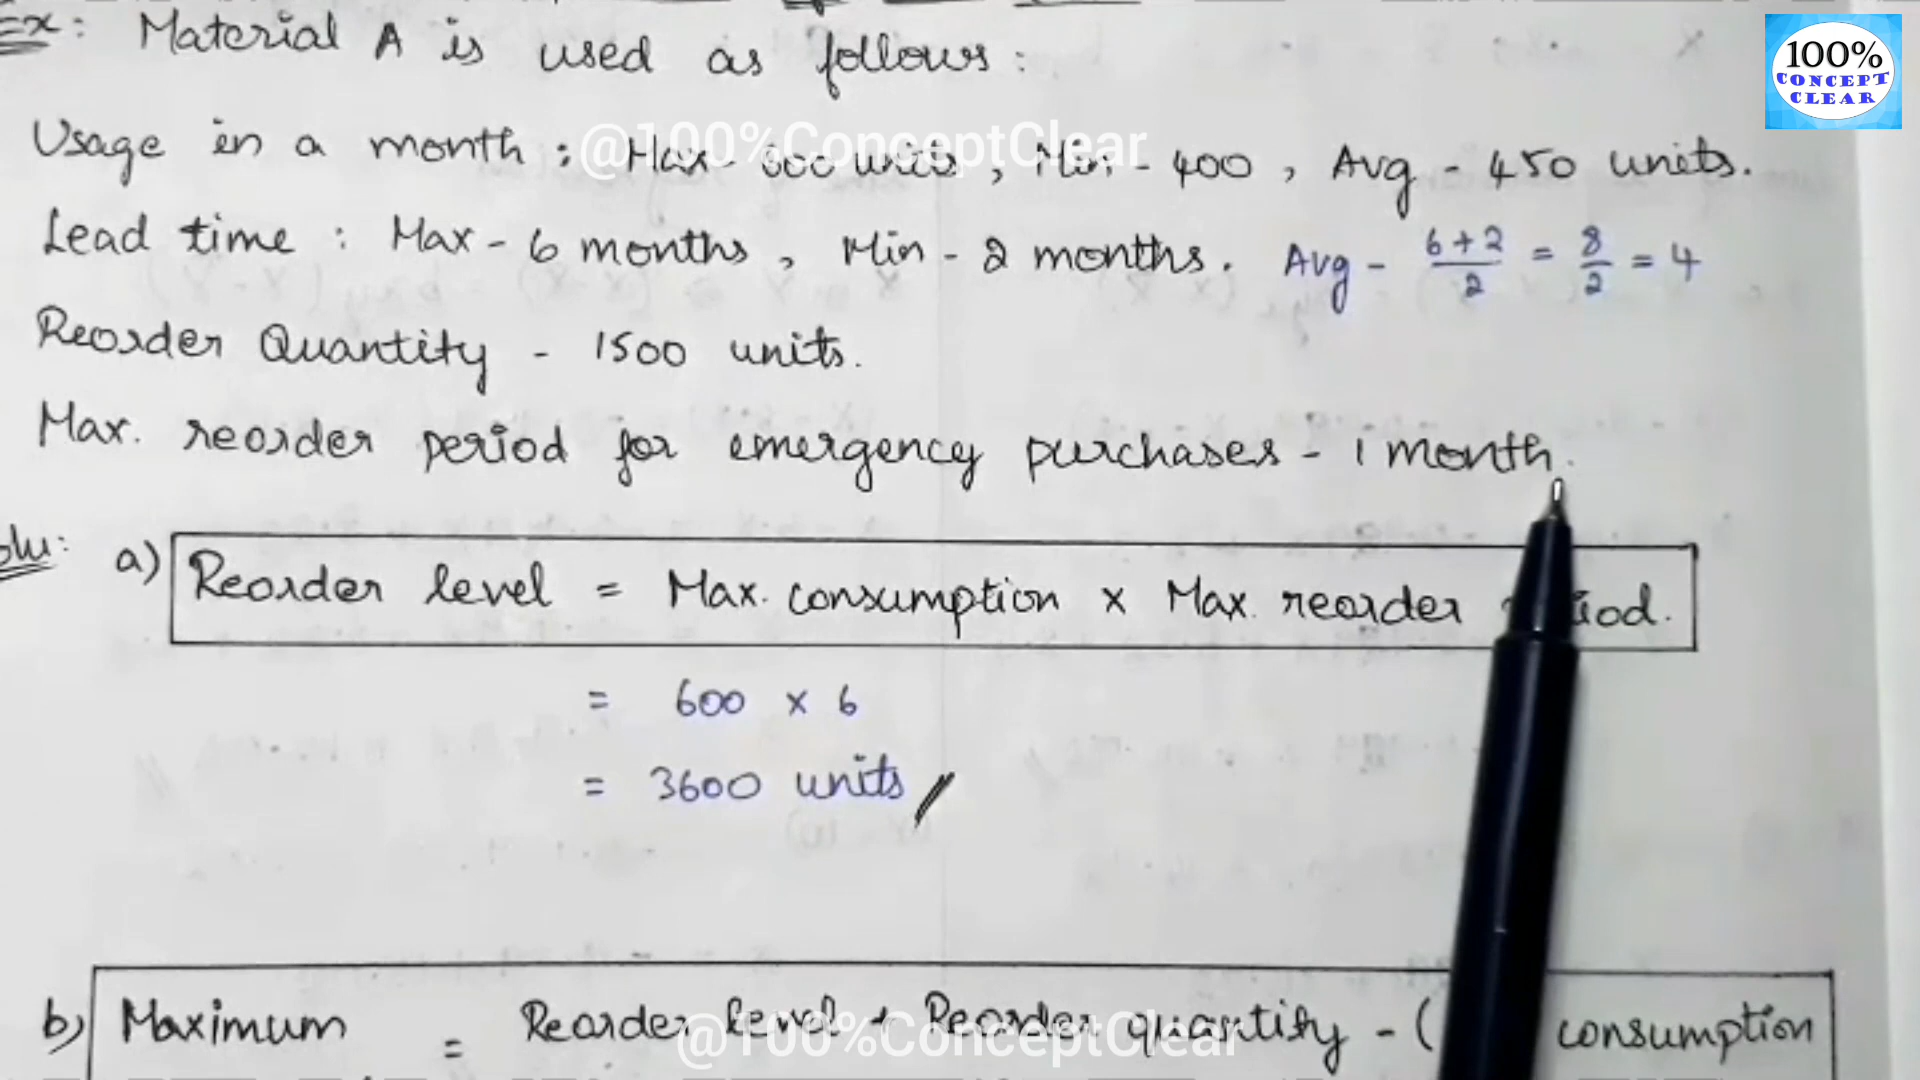 Ex: Material A is used as follows:
100%
CONCEPT
CLEAR
@100%ConceptClear
Usage in a month: Max - 600 units, Min - 400, Avg - 450 units.
Lead time: Max - 6 months, Min - 2 months. Avg - 6+2/2 = 8/2 = 4
Reorder Quantity - 1500 units.
Max. reorder period for emergency purchases - 1 month.
a) Reorder level = Max. consumption x Max. reorder
= 600 x 6
= 3600 units
b) Maximum = Reorder level + Reorder quantity - ( consumption
@100%ConceptClear